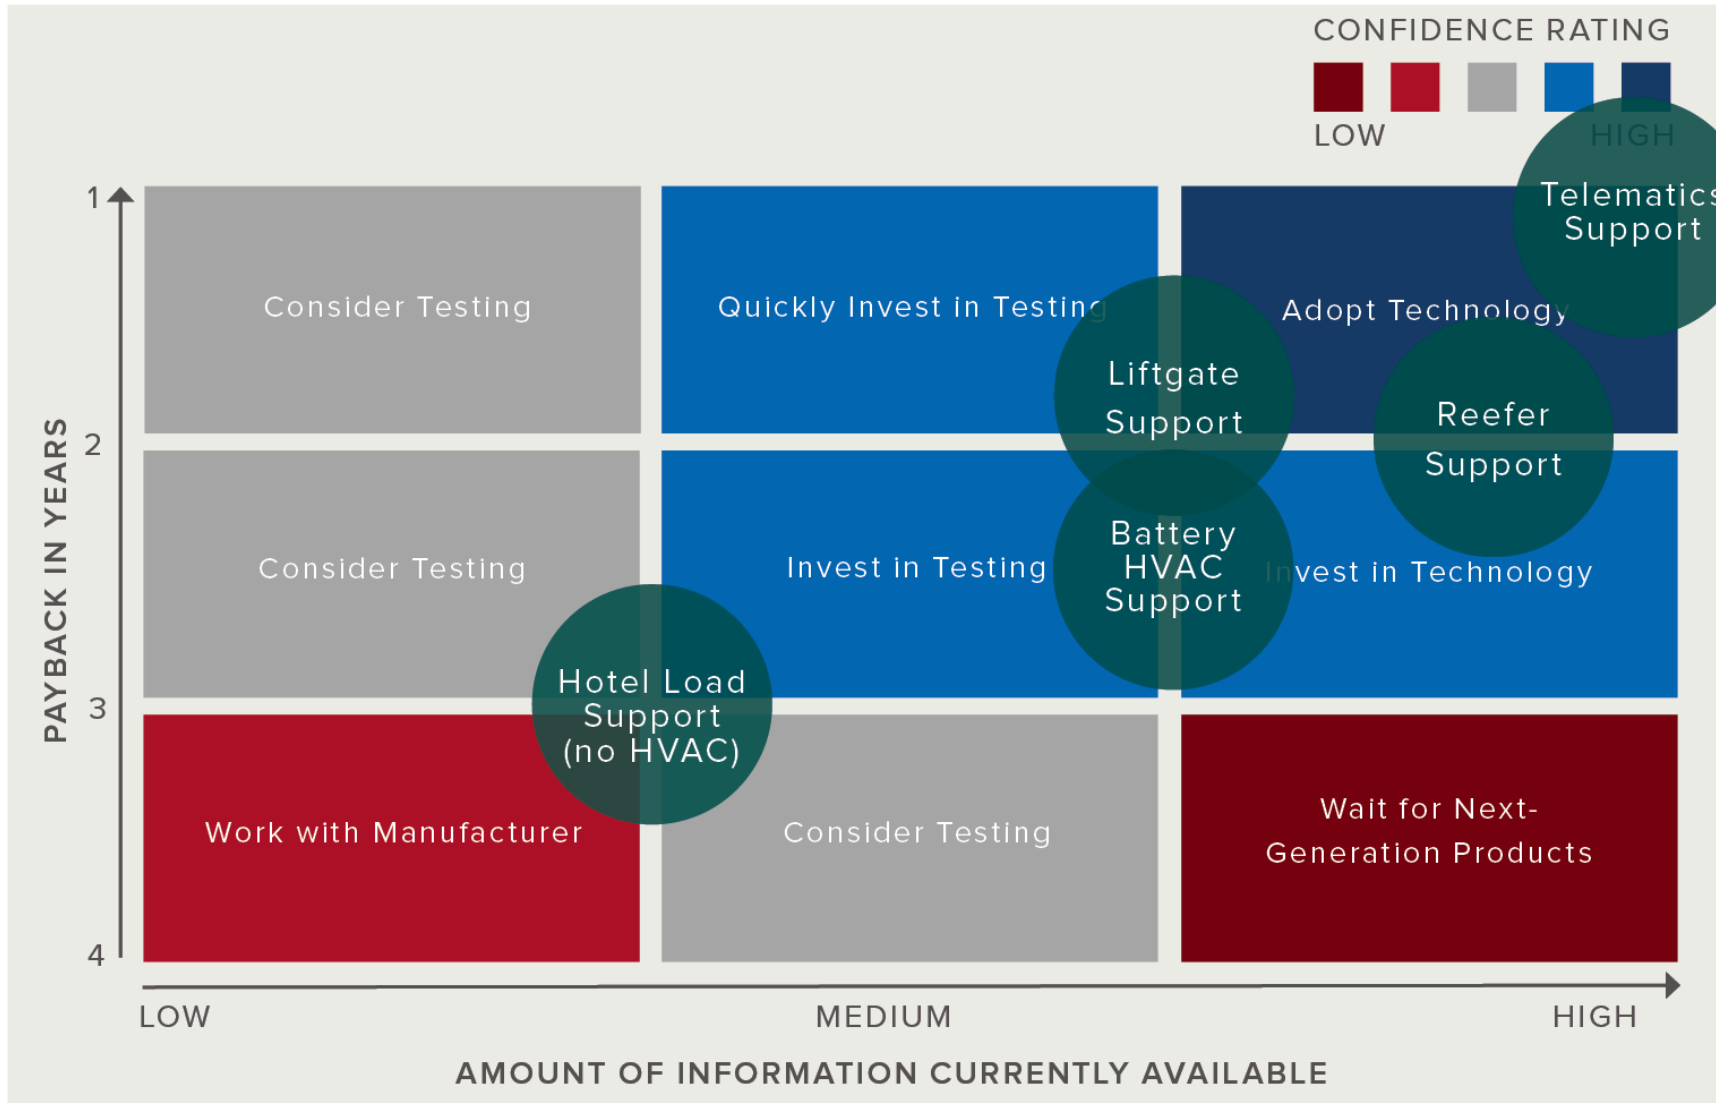 CONFIDENCE RATING
LOW
HIGH
Telematics
Support
1
Consider Testing
Quickly Invest in Testing
Adopt Technology
Liftgate
Support
Reefer
Support
2
PAYBACK IN YEARS
Consider Testing
Invest in Testing
Battery
HVAC
Support
Invest in Technology
Hotel Load
Support
(no HVAC)
3
Work with Manufacturer
Consider Testing
Wait for Next-
Generation Products
4
LOW
MEDIUM
HIGH
AMOUNT OF INFORMATION CURRENTLY AVAILABLE